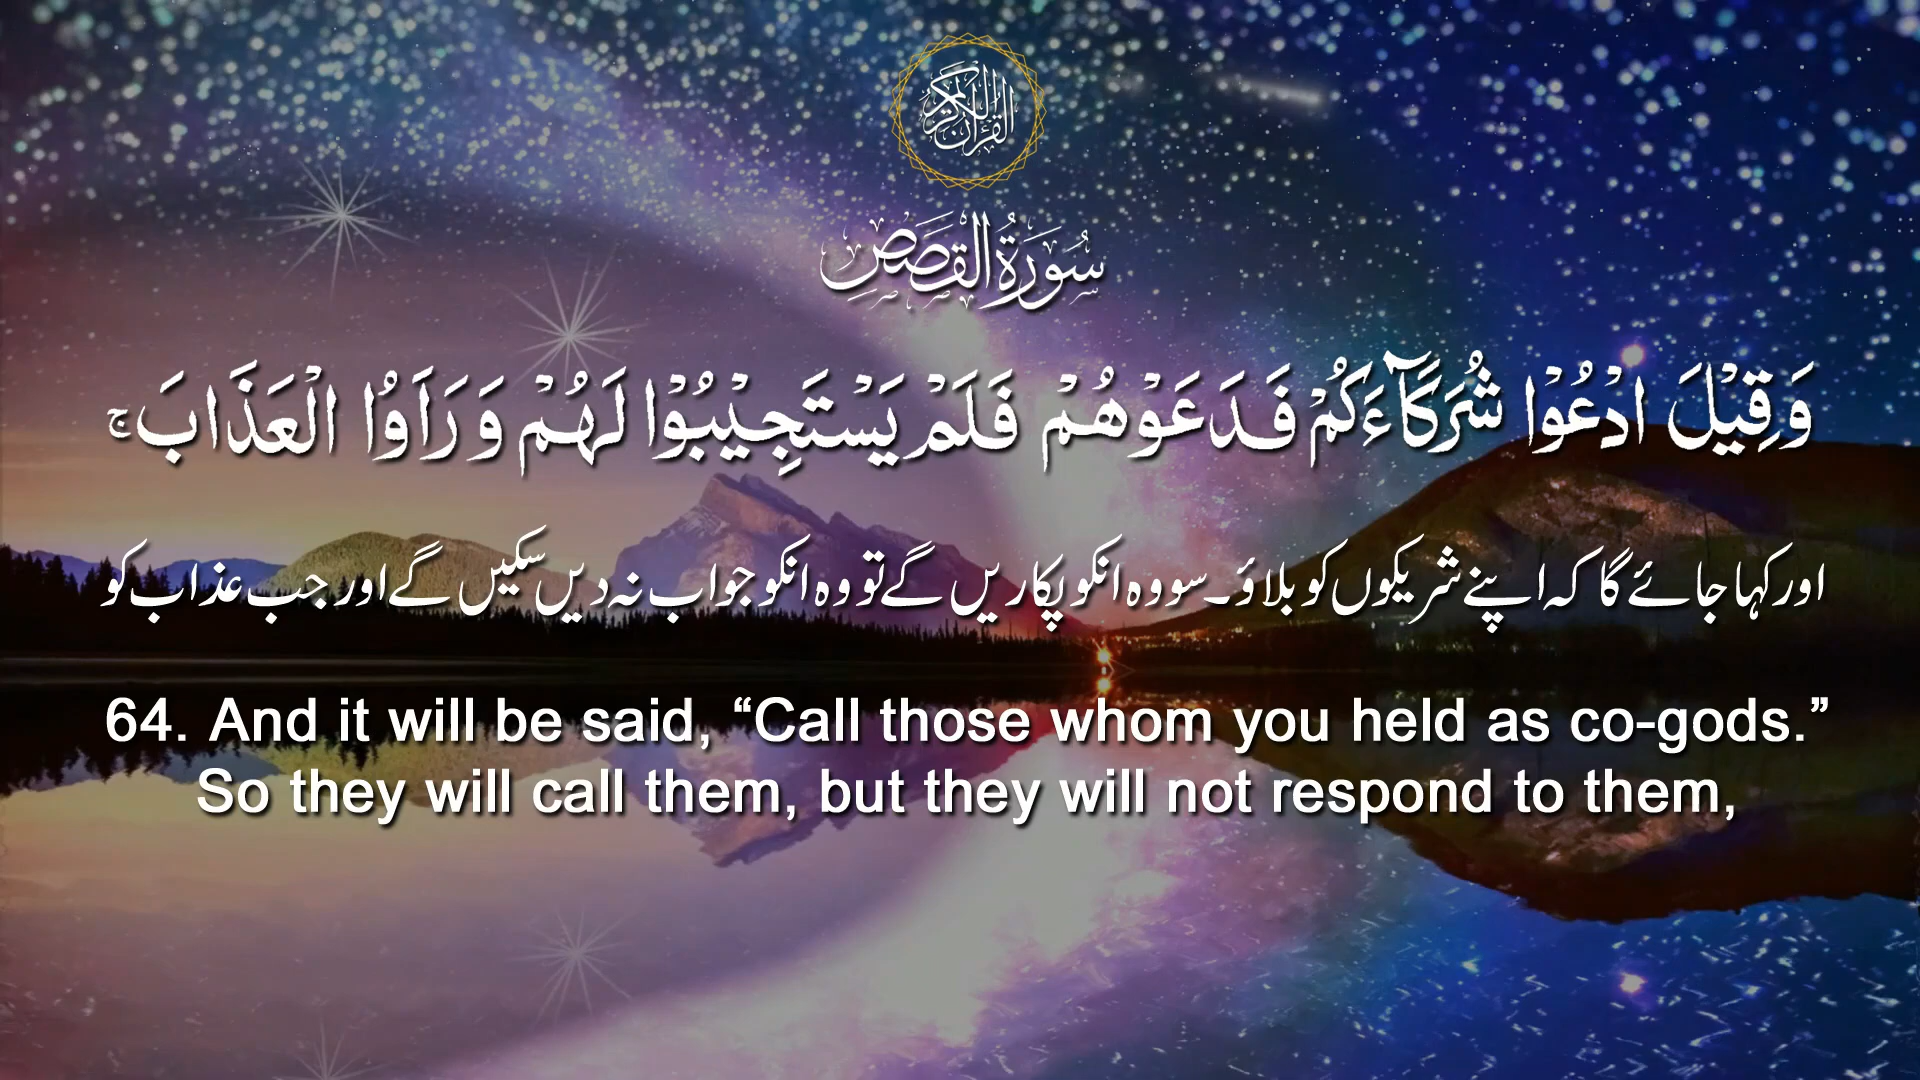 القرآن الكريم
سُورَةُ القَصَصِ
وَقِيْلَ ادْعُوْا شُرَكَآءَكُمْ فَدَعَوْهُمْ فَلَمْ يَسْتَجِيْبُوْا لَهُمْ وَرَاَوُا الْعَذَابَ ۚ
اور کہا جائے گا کہ اپنے شریکوں کو بلاؤ۔ سو وہ انکو پکاریں گے تو وہ انکو جواب نہ دیں سکیں گے اور جب عذاب کو
64. And it will be said, “Call those whom you held as co-gods.”
So they will call them, but they will not respond to them,